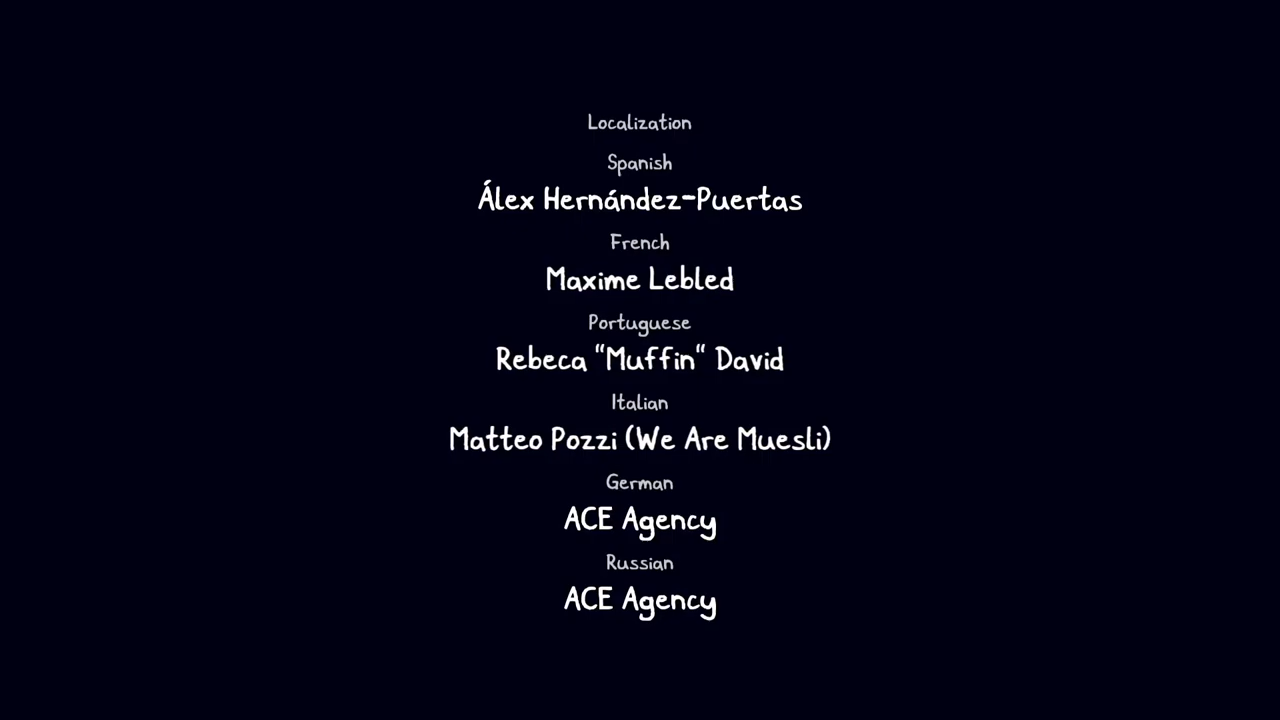 Localization
Spanish
Álex Hernández-Puertas
French
Maxime Lebled
Portuguese
Rebeca “Muffin“ David
Italian
Matteo Pozzi (We Are Muesli)
German
ACE Agency
Russian
ACE Agency